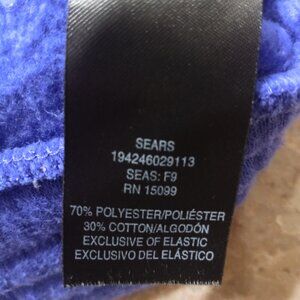 SEARS
194246029113
SEAS: F9
RN 15099
70% POLYESTER/POLIÉSTER
30% COTTON/ALGODÓN
EXCLUSIVE OF ELASTIC
EXCLUSIVO DEL ELÁSTICO